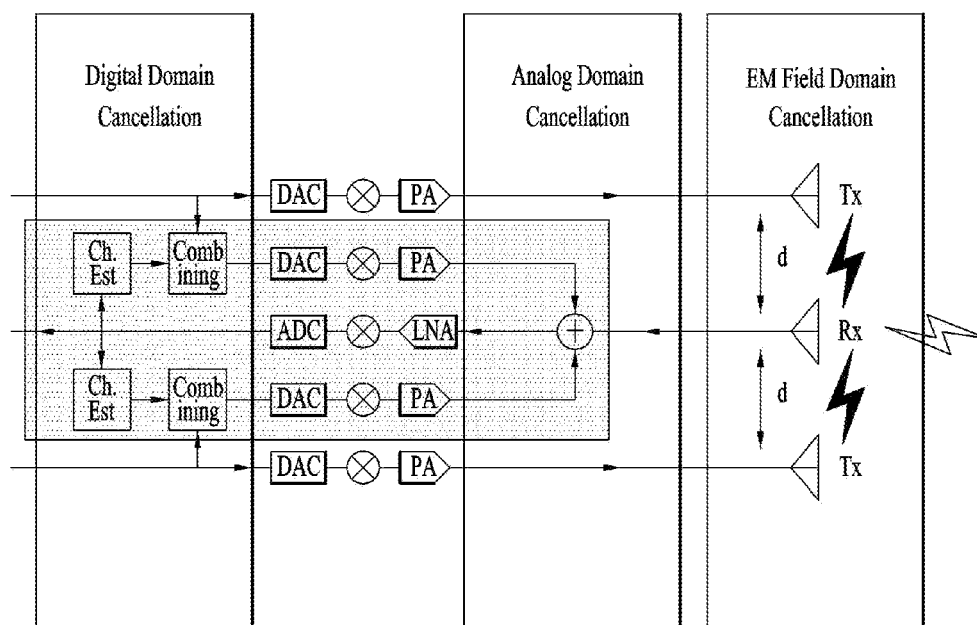 Digital Domain
Cancellation
Analog Domain
Cancellation
EM Field Domain
Cancellation
DAC
PA
Tx
Ch.
Est
Comb
ining
DAC
PA
d
ADC
LNA
Rx
Ch.
Est
Comb
ining
DAC
PA
d
DAC
PA
Tx